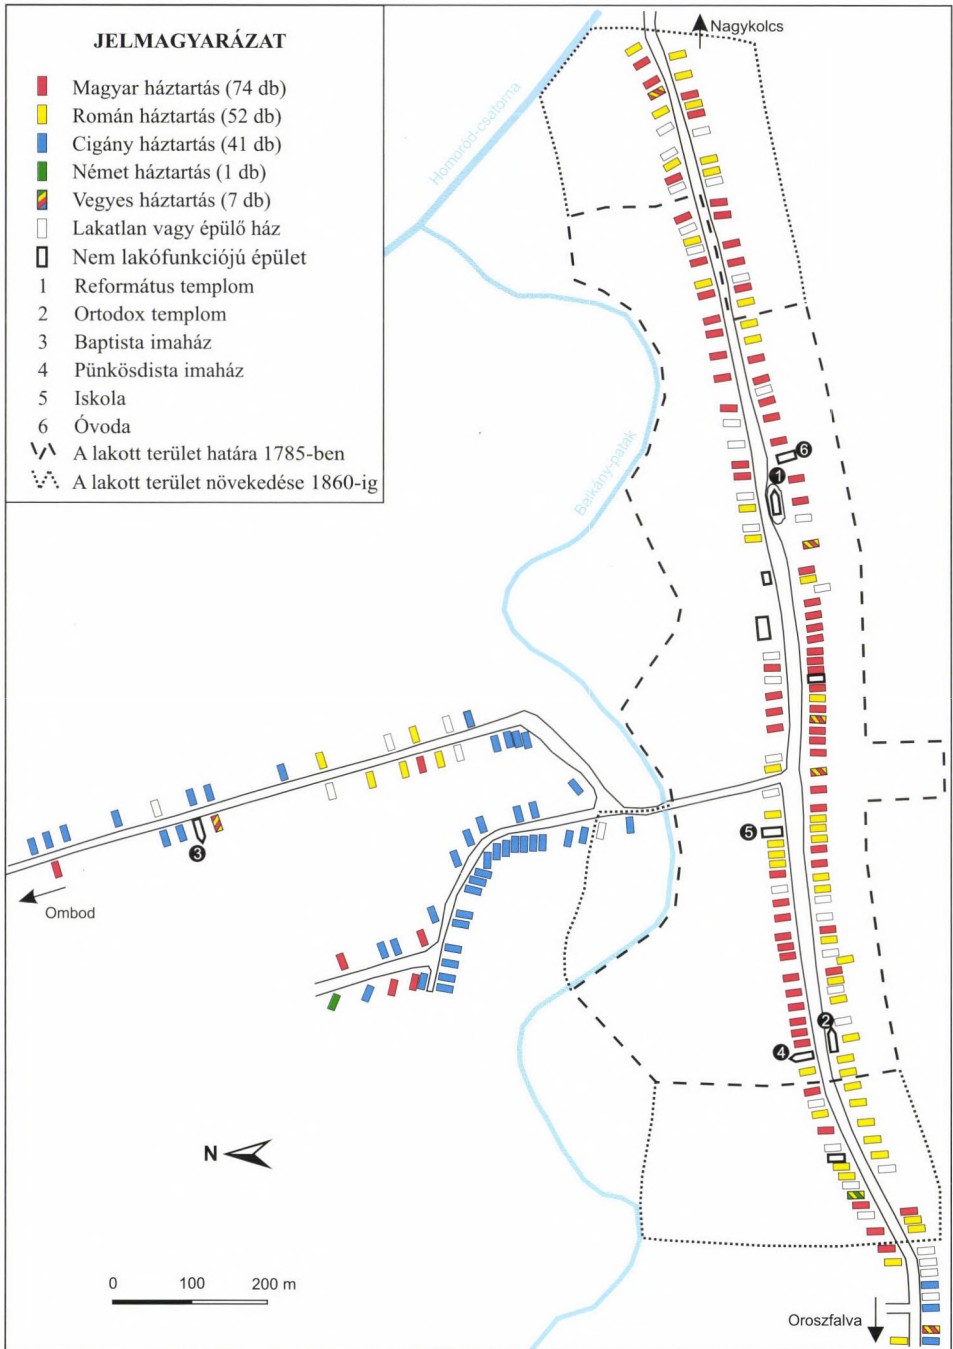 JELMAGYARÁZAT
Magyar háztartás (74 db)
Román háztartás (52 db)
Cigány háztartás (41 db)
Német háztartás (1 db)
Vegyes háztartás (7 db)
Lakatlan vagy épülő ház
Nem lakófunkciójú épület
1 Református templom
2 Ortodox templom
3 Baptista imaház
4 Pünkösdista imaház
5 Iskola
6 Óvoda
A lakott terület határa 1785-ben
A lakott terület növekedése 1860-ig
Nagykolcs
Homoród-csatorna
Balkány-patak
6
1
5
3
Ombod
2
4
N
0 100 200 m
Oroszfalva